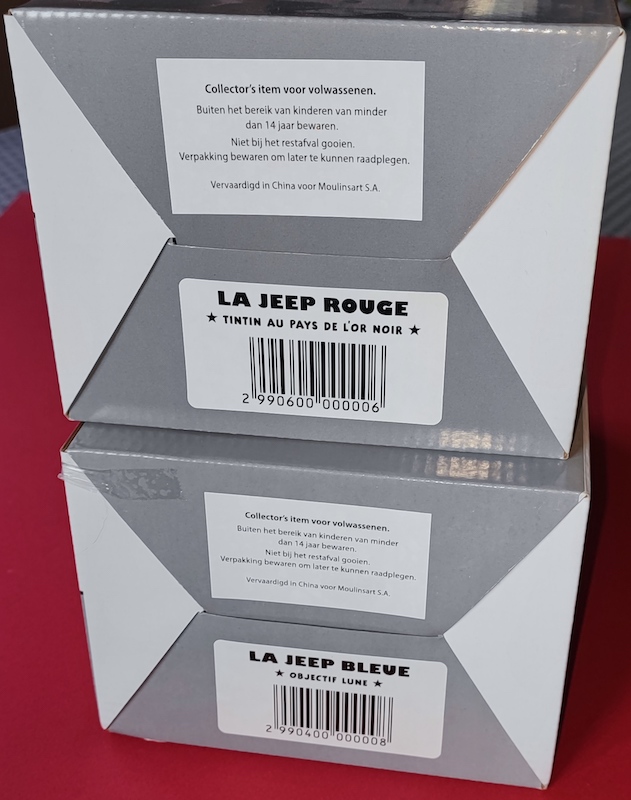 Collector's item voor volwassenen.
Buiten het bereik van kinderen van minder
dan 14 jaar bewaren.
Niet bij het restafval gooien.
Verpakking bewaren om later te kunnen raadplegen.
Vervaardigd in China voor Moulinsart S.A.
LA JEEP ROUGE
★ TINTIN AU PAYS DE L'OR NOIR ★
2 990600 000006
Collector's item voor volwassenen.
Buiten het bereik van kinderen van minder
dan 14 jaar bewaren.
Niet bij het restafval gooien.
Verpakking bewaren om later te kunnen raadplegen.
Vervaardigd in China voor Moulinsart S.A.
LA JEEP BLEUE
★ OBJECTIF LUNE ★
2 990400 000008